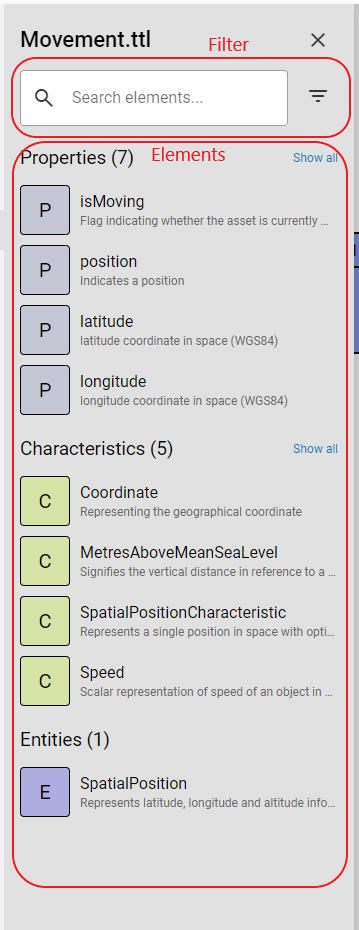 Movement.ttl
Filter
Search elements...
Properties (7)
Elements
Show all
P
isMoving
Flag indicating whether the asset is currently ...
P
position
Indicates a position
P
latitude
latitude coordinate in space (WGS84)
P
longitude
longitude coordinate in space (WGS84)
Characteristics (5)
Show all
C
Coordinate
Representing the geographical coordinate
C
MetresAboveMeanSeaLevel
Signifies the vertical distance in reference to a ...
C
SpatialPositionCharacteristic
Represents a single position in space with opti...
C
Speed
Scalar representation of speed of an object in ...
Entities (1)
E
SpatialPosition
Represents latitude, longitude and altitude info...